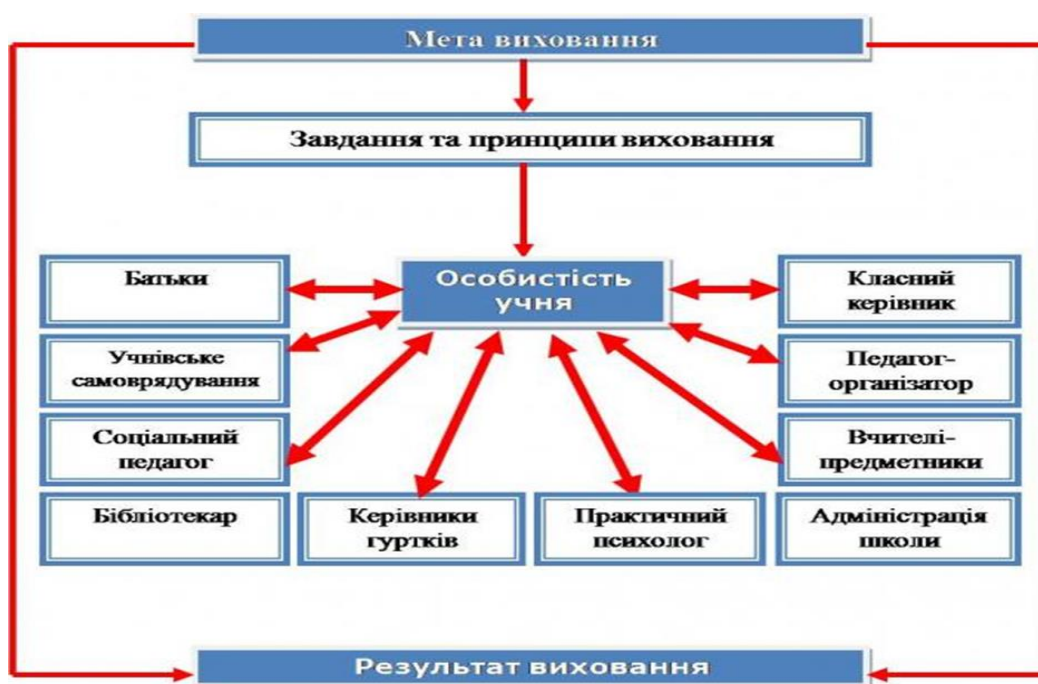 Мета виховання
Завдання та принципи виховання
Батьки
Особистість
учня
Класний
керівник
Учнівське
самоврядування
Педагог-
організатор
Соціальний
педагог
Вчителі-
предметники
Бібліотекар
Керівники
гуртків
Практичний
психолог
Адміністрація
школи
Результат виховання